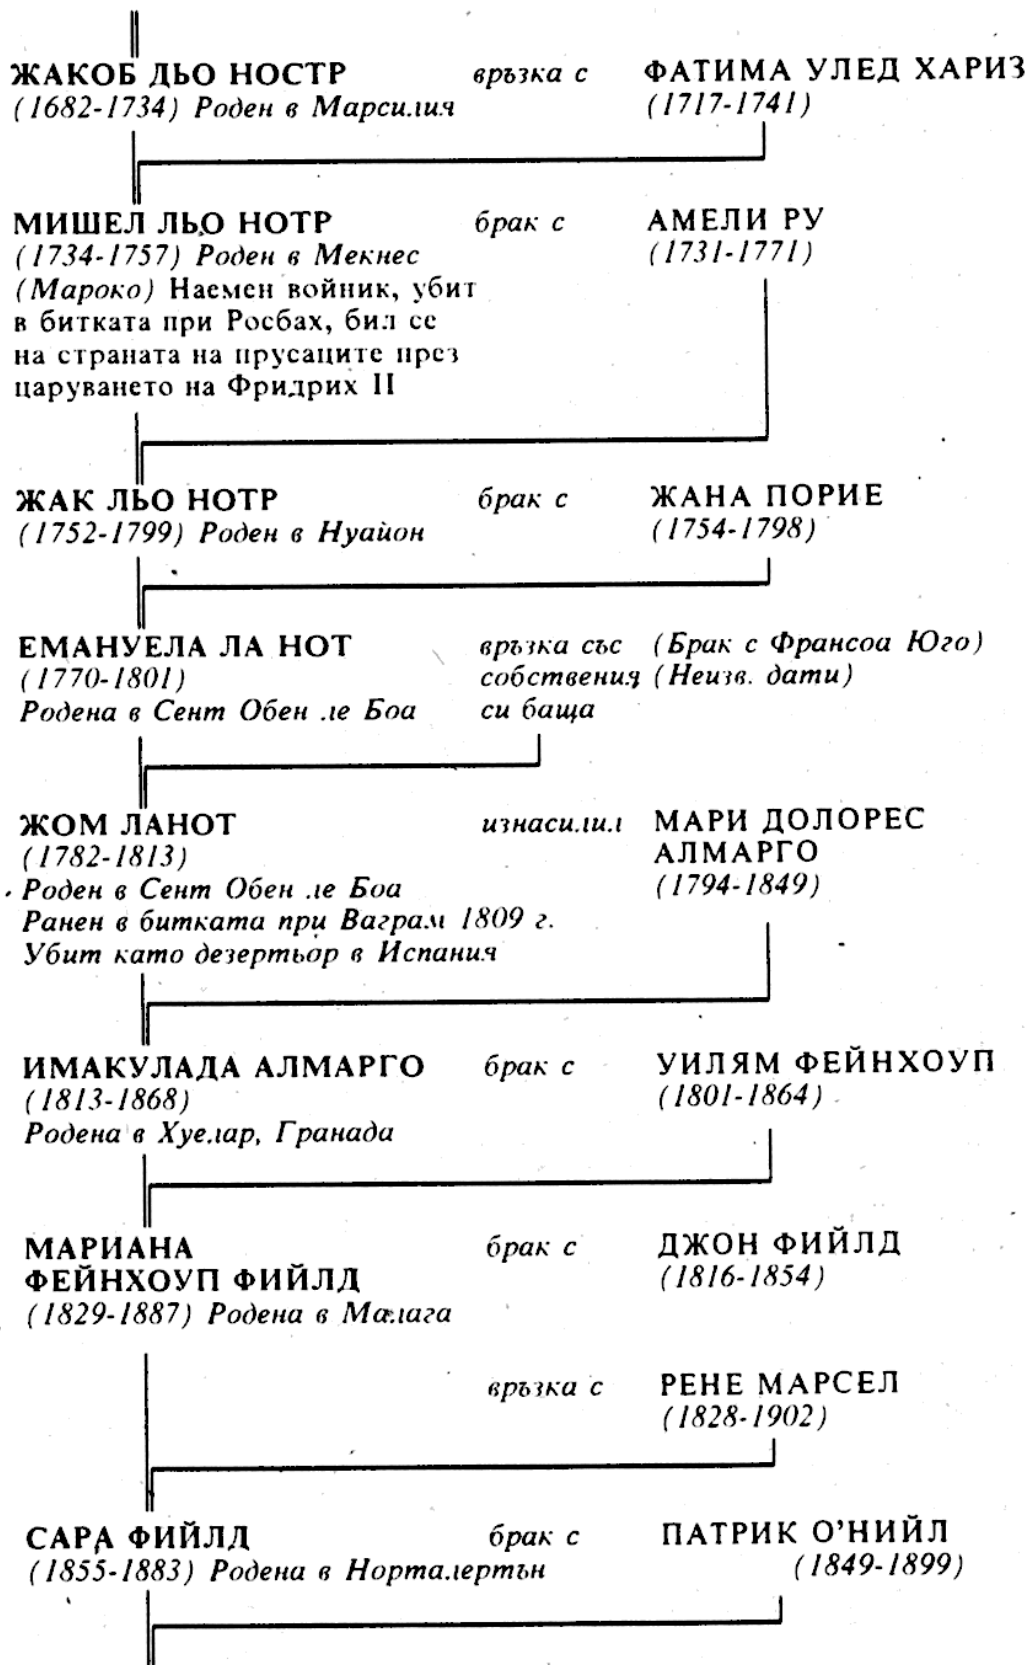 ЖАКОБ ДЬО НОСТР връзка с ФАТИМА УЛЕД ХАРИЗ
(1682-1734) Роден в Марсилия (1717-1741)
МИШЕЛ ЛЬО НОТР брак с АМЕЛИ РУ
(1734-1757) Роден в Мекнес (1731-1771)
(Мароко) Наемен войник, убит
в битката при Росбах, бил се
на страната на прусаците през
царуването на Фридрих II
ЖАК ЛЬО НОТР брак с ЖАНА ПОРИЕ
(1752-1799) Роден в Нуайон (1754-1798)
ЕМАНУЕЛА ЛА НОТ връзка със (Брак с Франсоа Юго)
(1770-1801) собствения (Неизв. дати)
Родена в Сент Обен ле Боа си баща
ЖОМ ЛАНОТ изнасилил МАРИ ДОЛОРЕС
(1782-1813) АЛМАРГО
Роден в Сент Обен ле Боа (1794-1849)
Ранен в битката при Ваграм 1809 г.
Убит като дезертьор в Испания
ИМАКУЛАДА АЛМАРГО брак с УИЛЯМ ФЕЙНХОУП
(1813-1868) (1801-1864)
Родена в Хуелар, Гранада
МАРИАНА брак с ДЖОН ФИЙЛД
ФЕЙНХОУП ФИЙЛД (1816-1854)
(1829-1887) Родена в Малага
връзка с РЕНЕ МАРСЕЛ
(1828-1902)
САРА ФИЙЛД брак с ПАТРИК О'НИЙЛ
(1855-1883) Родена в Норталертън (1849-1899)